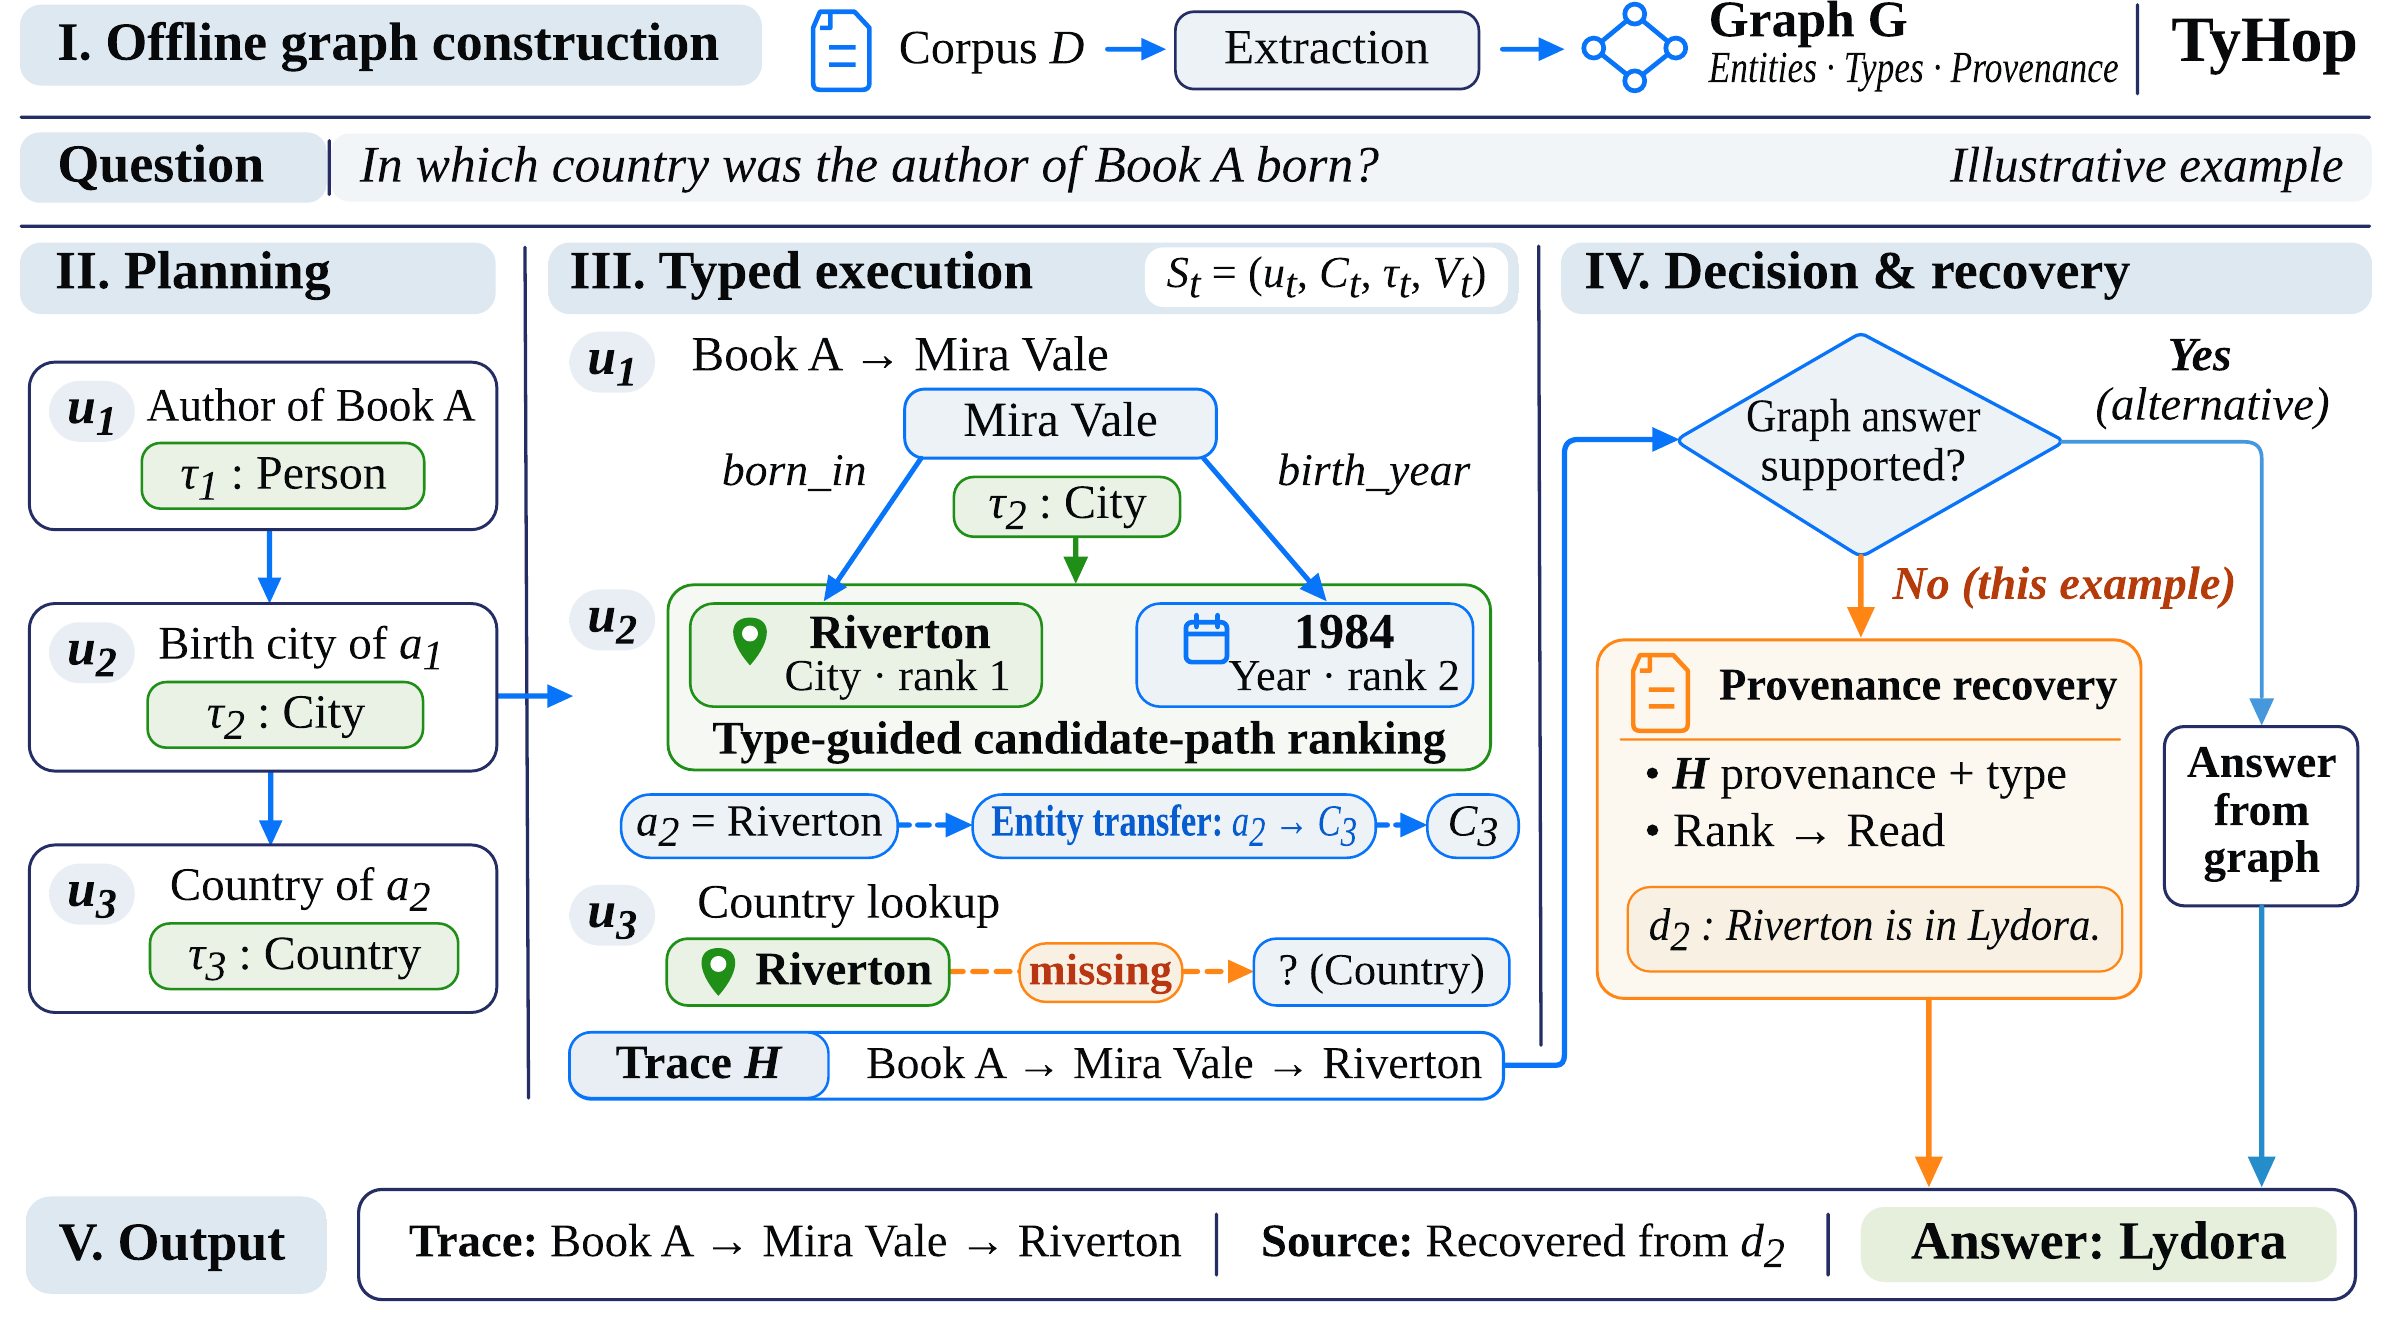 I. Offline graph construction
Corpus D
Extraction
Graph G
Entities · Types · Provenance
TyHop
Question
In which country was the author of Book A born?
Illustrative example
II. Planning
u1 Author of Book A
τ1 : Person
u2 Birth city of a1
τ2 : City
u3 Country of a2
τ3 : Country
III. Typed execution
St = (ut, Ct, τt, Vt)
u1 Book A → Mira Vale
Mira Vale
born_in
birth_year
τ2 : City
u2
Riverton
City · rank 1
1984
Year · rank 2
Type-guided candidate-path ranking
a2 = Riverton
Entity transfer: a2 → C3
C3
u3 Country lookup
Riverton
missing
? (Country)
Trace H
Book A → Mira Vale → Riverton
IV. Decision & recovery
Graph answer
supported?
Yes
(alternative)
No (this example)
Provenance recovery
• H provenance + type
• Rank → Read
d2 : Riverton is in Lydora.
Answer
from
graph
V. Output
Trace: Book A → Mira Vale → Riverton
Source: Recovered from d2
Answer: Lydora